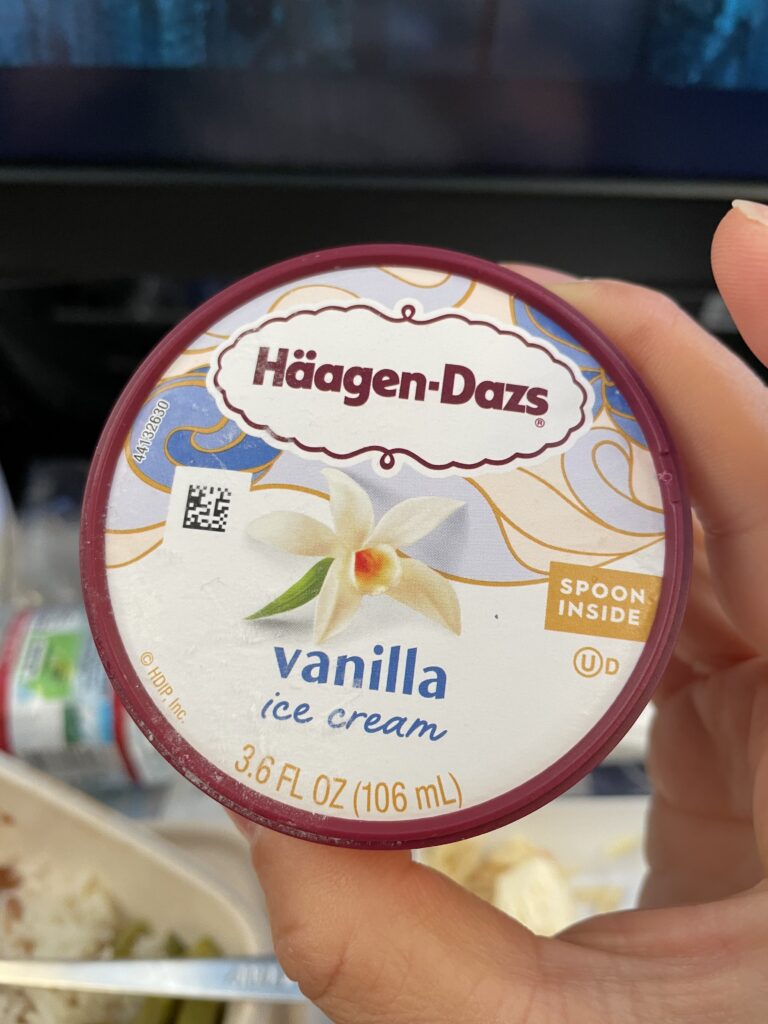 Häagen-Dazs
®
44132630
SPOON
INSIDE
U D
vanilla
ice cream
© HDIP, Inc.
3.6 FL OZ (106 mL)